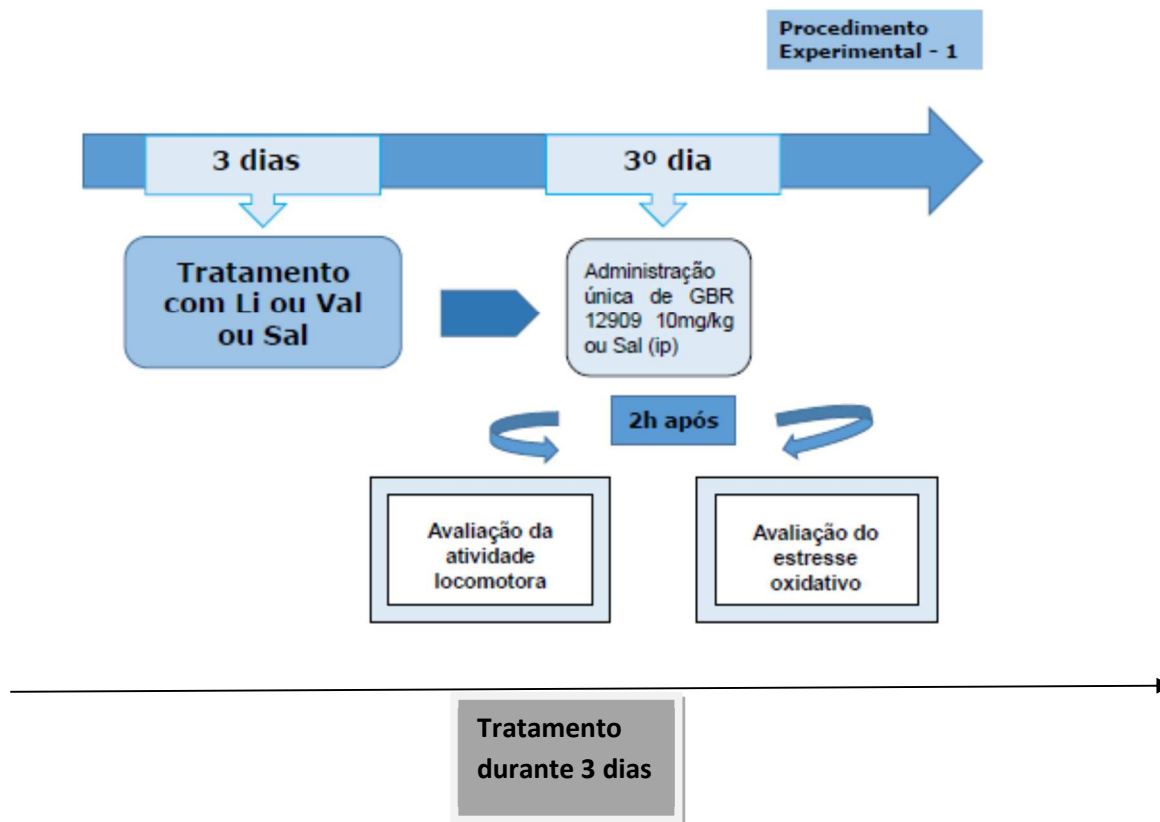 Procedimento
Experimental - 1
3 dias
3º dia
Tratamento
com Li ou Val
ou Sal
Administração
única de GBR
12909 10mg/kg
ou Sal (ip)
2h após
Avaliação da
atividade
locomotora
Avaliação do
estresse
oxidativo
Tratamento
durante 3 dias